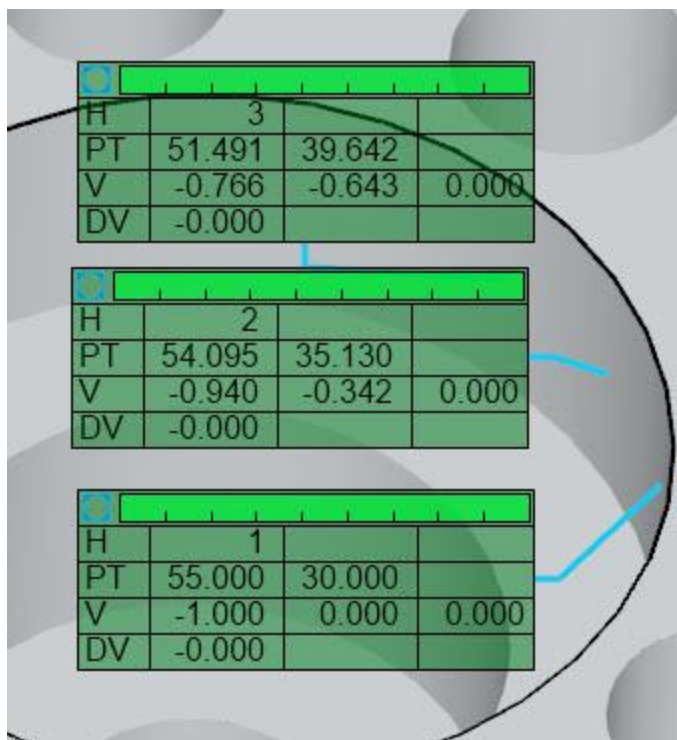 H 3
PT 51.491 39.642
V -0.766 -0.643 0.000
DV -0.000
H 2
PT 54.095 35.130
V -0.940 -0.342 0.000
DV -0.000
H 1
PT 55.000 30.000
V -1.000 0.000 0.000
DV -0.000